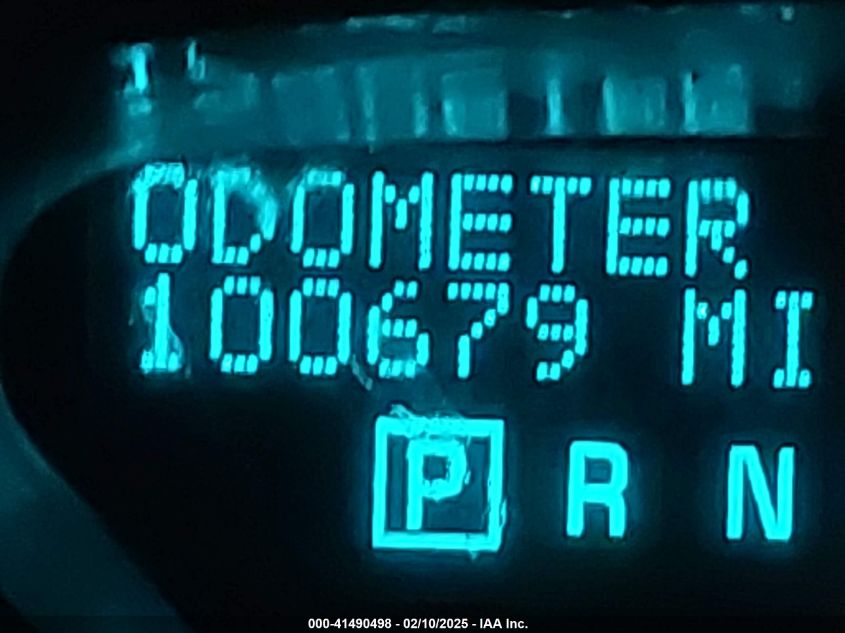 ODOMETER
100679 MI
P R N
000-41490498 - 02/10/2025 - IAA Inc.